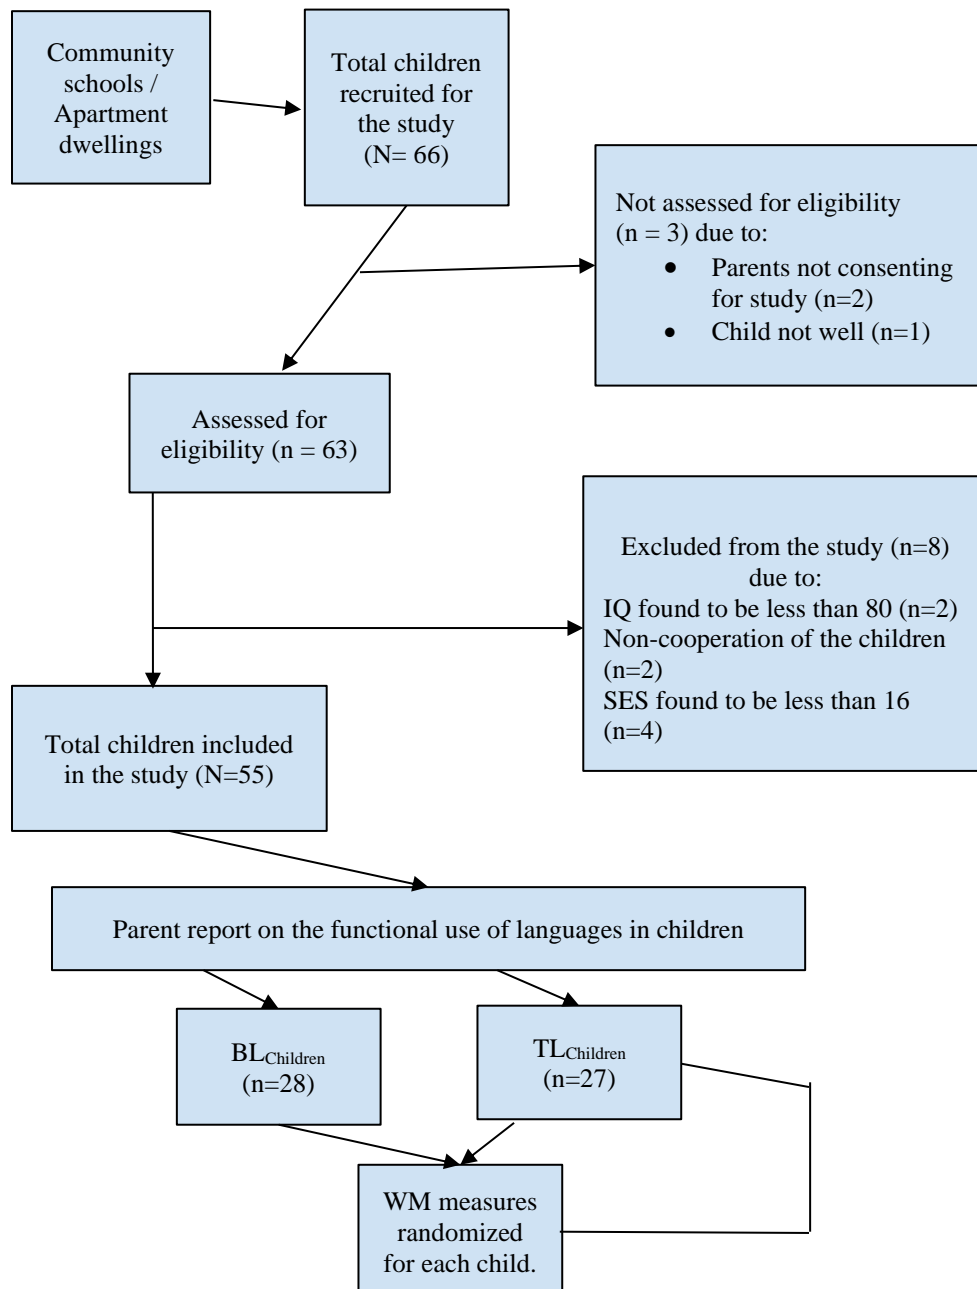 Community
schools /
Apartment
dwellings
Total children
recruited for
the study
(N= 66)
Not assessed for eligibility
(n = 3) due to:
• Parents not consenting
for study (n=2)
• Child not well (n=1)
Assessed for
eligibility (n = 63)
Excluded from the study (n=8)
due to:
IQ found to be less than 80 (n=2)
Non-cooperation of the children
(n=2)
SES found to be less than 16
(n=4)
Total children included
in the study (N=55)
Parent report on the functional use of languages in children
BLChildren
(n=28)
TLChildren
(n=27)
WM measures
randomized
for each child.